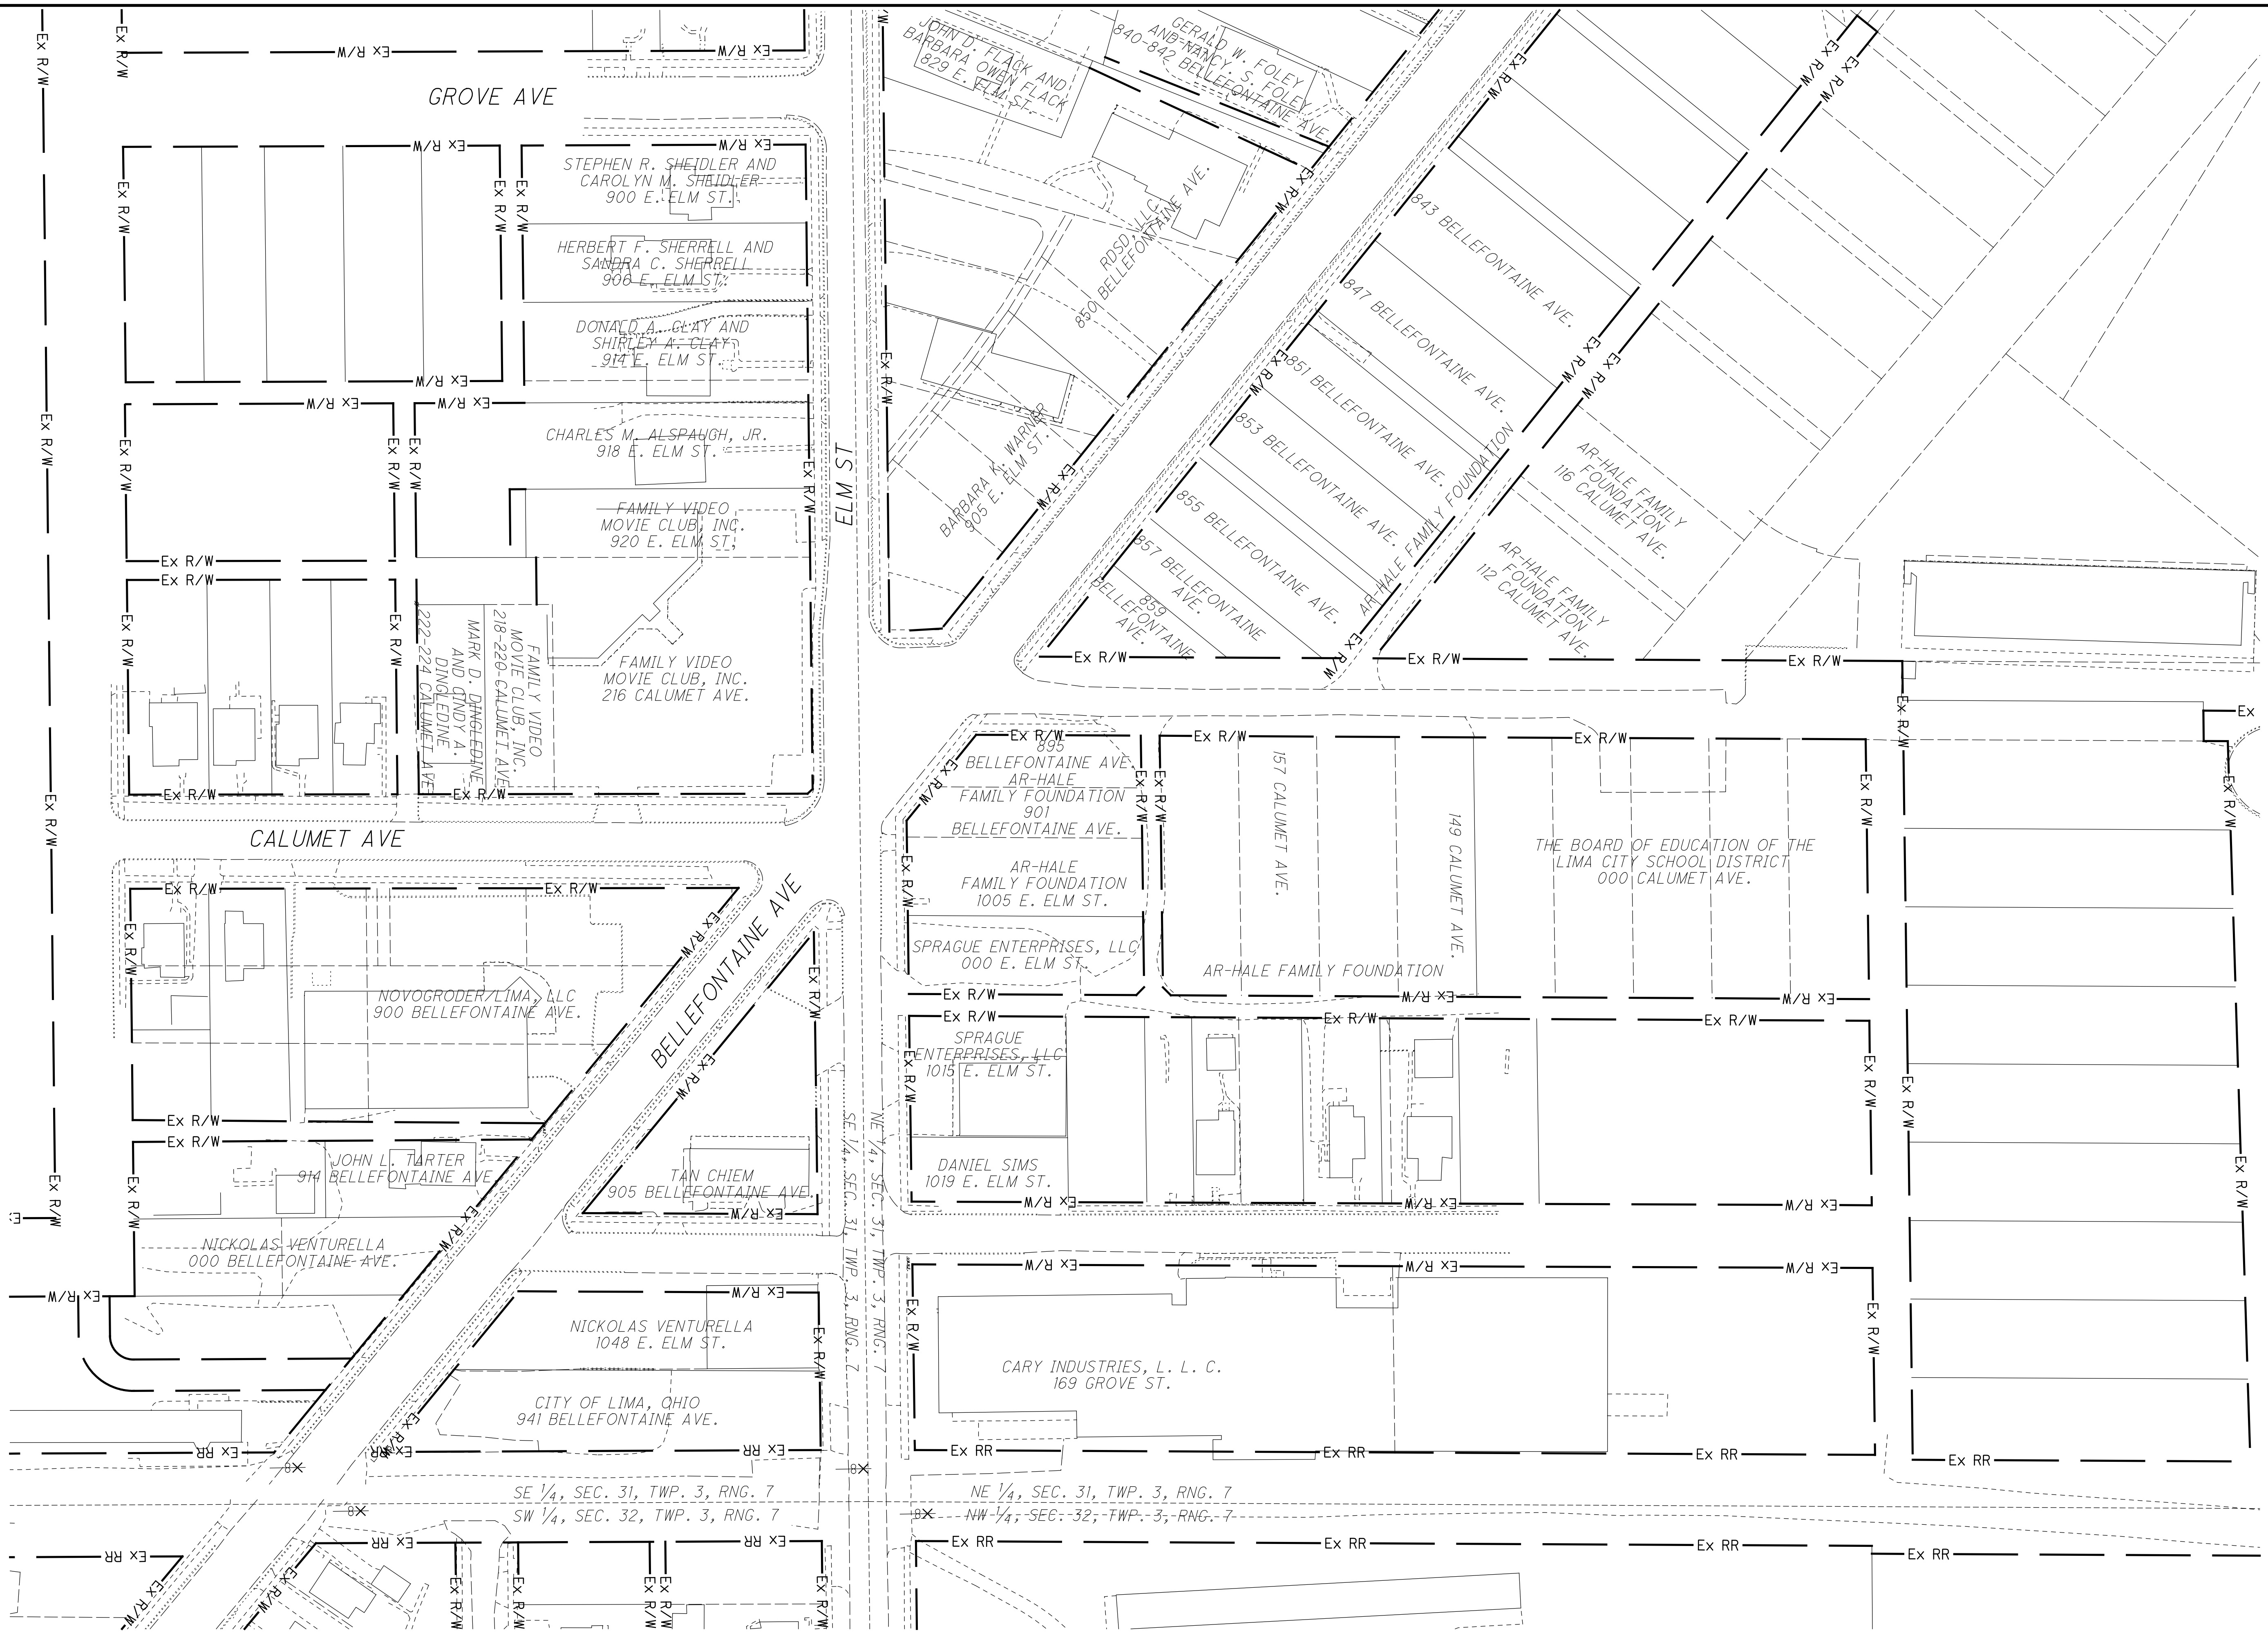 GROVE AVE
STEPHEN R. SHEIDLER AND
CAROLYN M. SHEIDLER
900 E. ELM ST.
HERBERT F. SHERRELL AND
SANDRA C. SHERRELL
906 E. ELM ST.
DONALD A. CLAY AND
SHIRLEY A. CLAY
914 E. ELM ST.
CHARLES M. ALSPAUGH, JR.
918 E. ELM ST.
FAMILY VIDEO
MOVIE CLUB, INC.
920 E. ELM ST.
FAMILY VIDEO
MOVIE CLUB, INC.
216 CALUMET AVE.
FAMILY VIDEO
MOVIE CLUB, INC.
218-220 CALUMET AVE.
MARK D. DINGLEDINE
AND CINDY A.
DINGLEDINE
222-224 CALUMET AVE.
ELM ST
JOHN D. FLACK AND
BARBARA OWEN FLACK
829 E. ELM ST.
GERALD W. FOLEY
AND NANCY S. FOLEY
840-842 BELLEFONTAINE AVE.
RDSD, LLC
850 BELLEFONTAINE AVE.
BARBARA K. WARNER
905 E. ELM ST.
843 BELLEFONTAINE AVE.
847 BELLEFONTAINE AVE.
851 BELLEFONTAINE AVE.
853 BELLEFONTAINE AVE.
855 BELLEFONTAINE AVE.
857 BELLEFONTAINE
AVE.
859
BELLEFONTAINE
AVE.
AR-HALE FAMILY FOUNDATION
AR-HALE FAMILY
FOUNDATION
116 CALUMET AVE.
AR-HALE FAMILY
FOUNDATION
112 CALUMET AVE.
CALUMET AVE
BELLEFONTAINE AVE
895
BELLEFONTAINE AVE.
AR-HALE
FAMILY FOUNDATION
901
BELLEFONTAINE AVE.
AR-HALE
FAMILY FOUNDATION
1005 E. ELM ST.
SPRAGUE ENTERPRISES, LLC
000 E. ELM ST.
157 CALUMET AVE.
149 CALUMET AVE.
AR-HALE FAMILY FOUNDATION
THE BOARD OF EDUCATION OF THE
LIMA CITY SCHOOL DISTRICT
000 CALUMET AVE.
NOVOGRODER/LIMA, LLC
900 BELLEFONTAINE AVE.
SPRAGUE
ENTERPRISES, LLC
1015 E. ELM ST.
DANIEL SIMS
1019 E. ELM ST.
JOHN L. TARTER
914 BELLEFONTAINE AVE.
TAN CHIEM
905 BELLEFONTAINE AVE.
NICKOLAS VENTURELLA
000 BELLEFONTAINE AVE.
NICKOLAS VENTURELLA
1048 E. ELM ST.
CITY OF LIMA, OHIO
941 BELLEFONTAINE AVE.
CARY INDUSTRIES, L. L. C.
169 GROVE ST.
SE 1/4, SEC. 31, TWP. 3, RNG. 7
NE 1/4, SEC. 31, TWP. 3, RNG. 7
SE 1/4, SEC. 31, TWP. 3, RNG. 7
SW 1/4, SEC. 32, TWP. 3, RNG. 7
NE 1/4, SEC. 31, TWP. 3, RNG. 7
NW 1/4, SEC. 32, TWP. 3, RNG. 7
Ex R/W
Ex RR